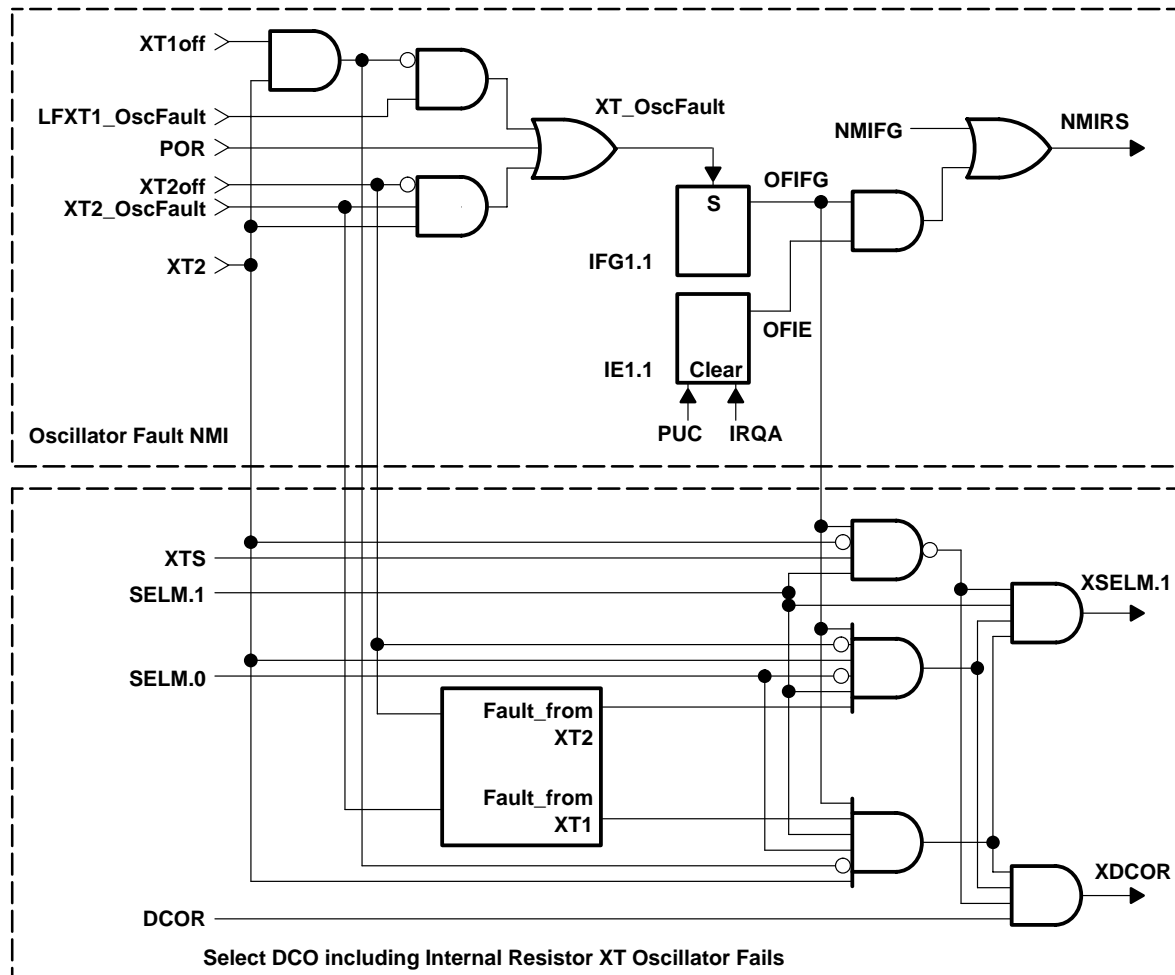 XT1off
LFXT1_OscFault
POR
XT2off
XT2_OscFault
XT2
XT_OscFault
NMIFG
NMIRS
OFIFG
S
IFG1.1
OFIE
IE1.1
Clear
PUC
IRQA
Oscillator Fault NMI
XTS
SELM.1
SELM.0
XSELM.1
Fault_from
XT2
Fault_from
XT1
XDCOR
DCOR
Select DCO including Internal Resistor XT Oscillator Fails